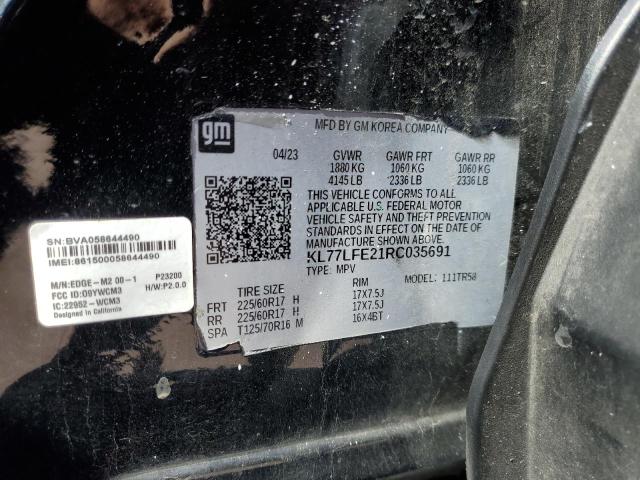 gm
MFD BY GM KOREA COMPANY
04/23 GVWR GAWR FRT GAWR RR
1880 KG 1060 KG 1060 KG
4145 LB 2336 LB 2336 LB
THIS VEHICLE CONFORMS TO ALL
APPLICABLE U.S. FEDERAL MOTOR
VEHICLE SAFETY AND THEFT PREVENTION
STANDARDS IN EFFECT ON THE DATE OF
MANUFACTURE SHOWN ABOVE.
KL77LFE21RC035691
TYPE: MPV MODEL: 111TR58
TIRE SIZE RIM
FRT 225/60R17 H 17X7.5J
RR 225/60R17 H 17X7.5J
SPA T125/70R16 M 16X4BT
SN:BVA058644490
IMEI:861500058644490
M/N:EDGE-M2 00-1 P23200
FCC ID:O9YWCM3 H/W:P2.0.0
IC:22952-WCM3
Designed in California